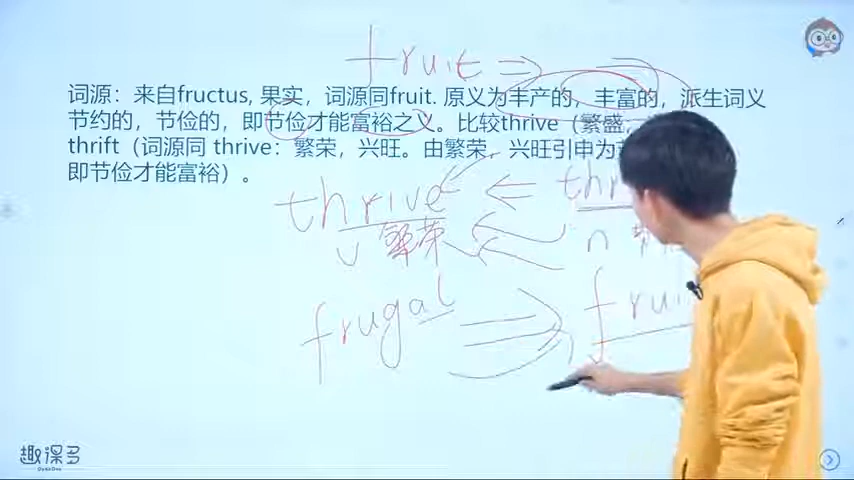 fruit
词源：来自fructus, 果实，词源同fruit. 原义为丰产的，丰富的，派生词义
节约的，节俭的，即节俭才能富裕之义。比较thrive（繁盛，
thrift（词源同 thrive：繁荣，兴旺。由繁荣，兴旺引申为
即节俭才能富裕）。
thrive thr
v 繁荣 n
frugal frui
趣课多